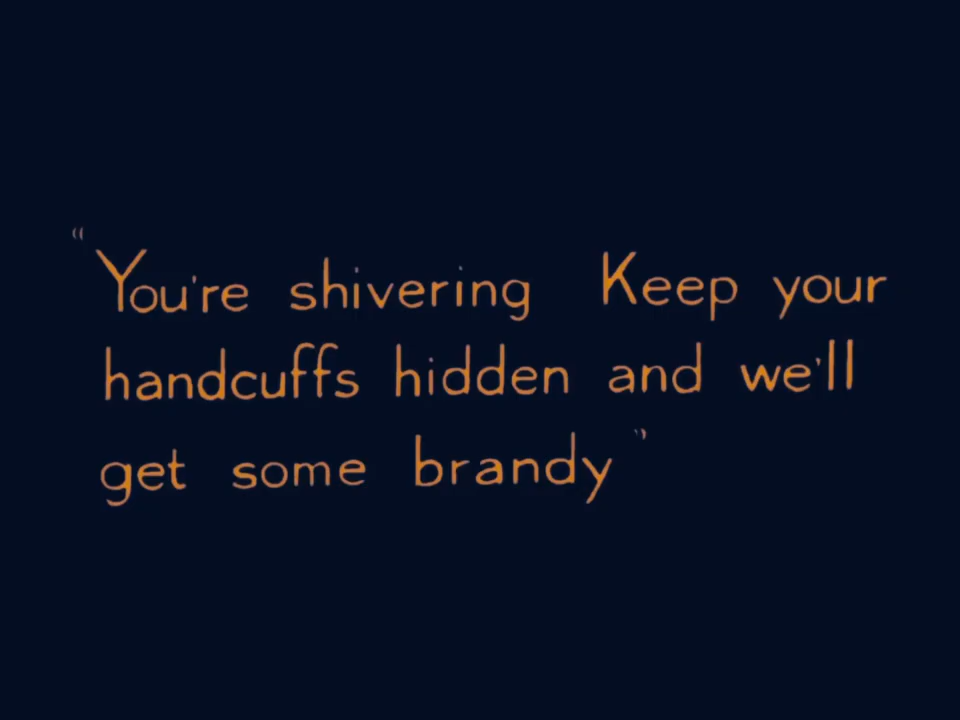 "You're shivering Keep your
handcuffs hidden and we'll
get some brandy"